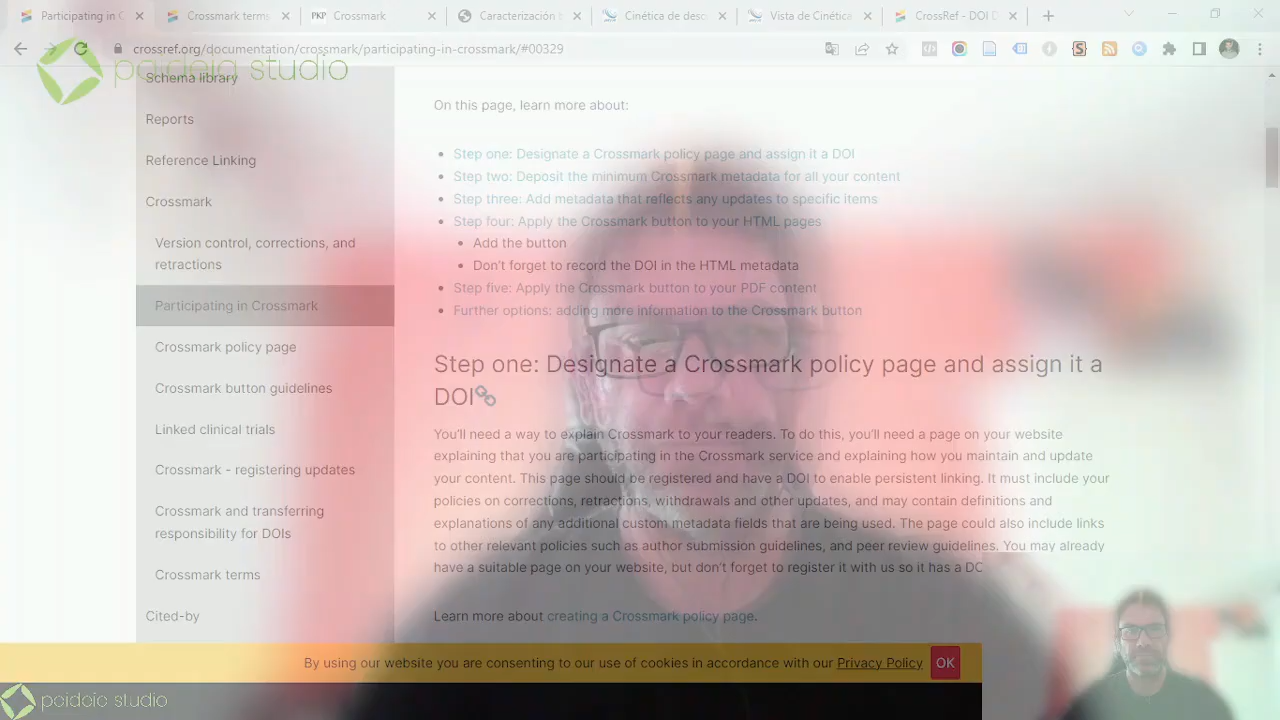 Participating in C
Crossmark terms
PKP Crossmark
Caracterización b
Cinética de desc
Vista de Cinética
CrossRef - DOI D
crossref.org/documentation/crossmark/participating-in-crossmark/#00329
paideia studio
Schema library
Reports
Reference Linking
Crossmark
Version control, corrections, and
retractions
Participating in Crossmark
Crossmark policy page
Crossmark button guidelines
Linked clinical trials
Crossmark - registering updates
Crossmark and transferring
responsibility for DOIs
Crossmark terms
Cited-by
On this page, learn more about:
Step one: Designate a Crossmark policy page and assign it a DOI
Step two: Deposit the minimum Crossmark metadata for all your content
Step three: Add metadata that reflects any updates to specific items
Step four: Apply the Crossmark button to your HTML pages
Add the button
Don't forget to record the DOI in the HTML metadata
Step five: Apply the Crossmark button to your PDF content
Further options: adding more information to the Crossmark button
Step one: Designate a Crossmark policy page and assign it a
DOI
You'll need a way to explain Crossmark to your readers. To do this, you'll need a page on your website
explaining that you are participating in the Crossmark service and explaining how you maintain and update
your content. This page should be registered and have a DOI to enable persistent linking. It must include your
policies on corrections, retractions, withdrawals and other updates, and may contain definitions and
explanations of any additional custom metadata fields that are being used. The page could also include links
to other relevant policies such as author submission guidelines, and peer review guidelines. You may already
have a suitable page on your website, but don't forget to register it with us so it has a DO
Learn more about creating a Crossmark policy page.
By using our website you are consenting to our use of cookies in accordance with our Privacy Policy OK
paideia studio